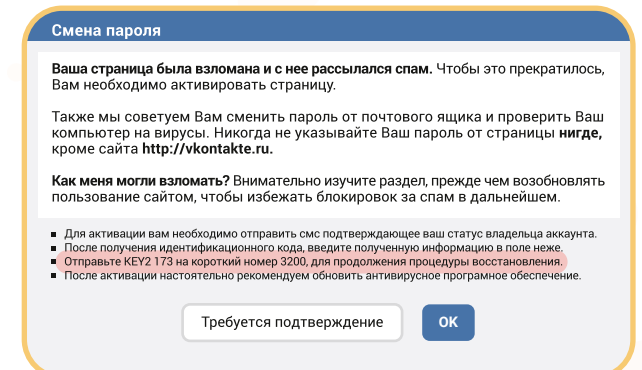 Смена пароля
Ваша страница была взломана и с нее рассылался спам. Чтобы это прекратилось,
Вам необходимо активировать страницу.
Также мы советуем Вам сменить пароль от почтового ящика и проверить Ваш
компьютер на вирусы. Никогда не указывайте Ваш пароль от страницы нигде,
кроме сайта http://vkontakte.ru.
Как меня могли взломать? Внимательно изучите раздел, прежде чем возобновлять
пользование сайтом, чтобы избежать блокировок за спам в дальнейшем.
▪ Для активации вам необходимо отправить смс подтверждающее ваш статус владельца аккаунта.
▪ После получения идентификационного кода, введите полученную информацию в поле неже.
▪ Отправьте KEY2 173 на короткий номер 3200, для продолжения процедуры восстановления.
▪ После активации настоятельно рекомендуем обновить антивирусное програмное обеспечение.
Требуется подтверждение
OK